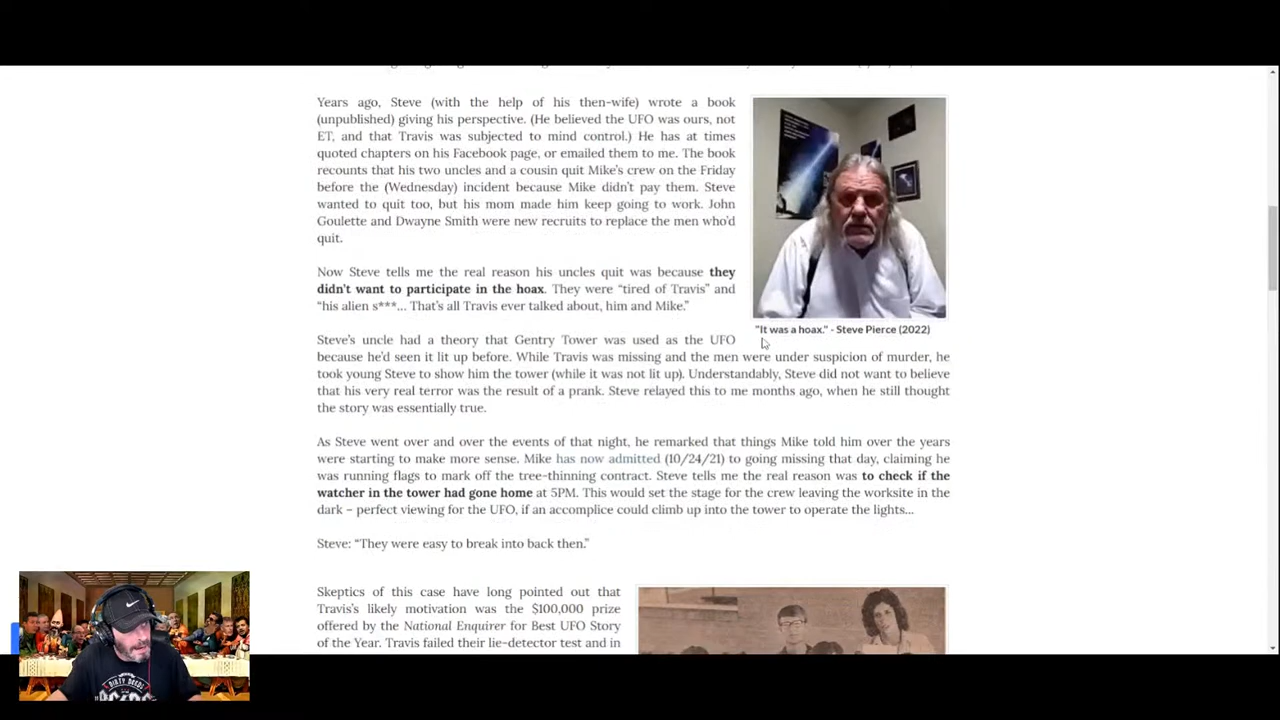 Years ago, Steve (with the help of his then-wife) wrote a book
(unpublished) giving his perspective. (He believed the UFO was ours, not
ET, and that Travis was subjected to mind control.) He has at times
quoted chapters on his Facebook page, or emailed them to me. The book
recounts that his two uncles and a cousin quit Mike's crew on the Friday
before the (Wednesday) incident because Mike didn't pay them. Steve
wanted to quit too, but his mom made him keep going to work. John
Goulette and Dwayne Smith were new recruits to replace the men who'd
quit.
Now Steve tells me the real reason his uncles quit was because they
didn't want to participate in the hoax. They were “tired of Travis” and
“his alien s***… That's all Travis ever talked about, him and Mike.”
"It was a hoax." - Steve Pierce (2022)
Steve's uncle had a theory that Gentry Tower was used as the UFO
because he'd seen it lit up before. While Travis was missing and the men were under suspicion of murder, he
took young Steve to show him the tower (while it was not lit up). Understandably, Steve did not want to believe
that his very real terror was the result of a prank. Steve relayed this to me months ago, when he still thought
the story was essentially true.
As Steve went over and over the events of that night, he remarked that things Mike told him over the years
were starting to make more sense. Mike has now admitted (10/24/21) to going missing that day, claiming he
was running flags to mark off the tree-thinning contract. Steve tells me the real reason was to check if the
watcher in the tower had gone home at 5PM. This would set the stage for the crew leaving the worksite in the
dark – perfect viewing for the UFO, if an accomplice could climb up into the tower to operate the lights…
Steve: “They were easy to break into back then.”
Skeptics of this case have long pointed out that
Travis's likely motivation was the $100,000 prize
offered by the National Enquirer for Best UFO Story
of the Year. Travis failed their lie-detector test and in
DIRTY DEEDS